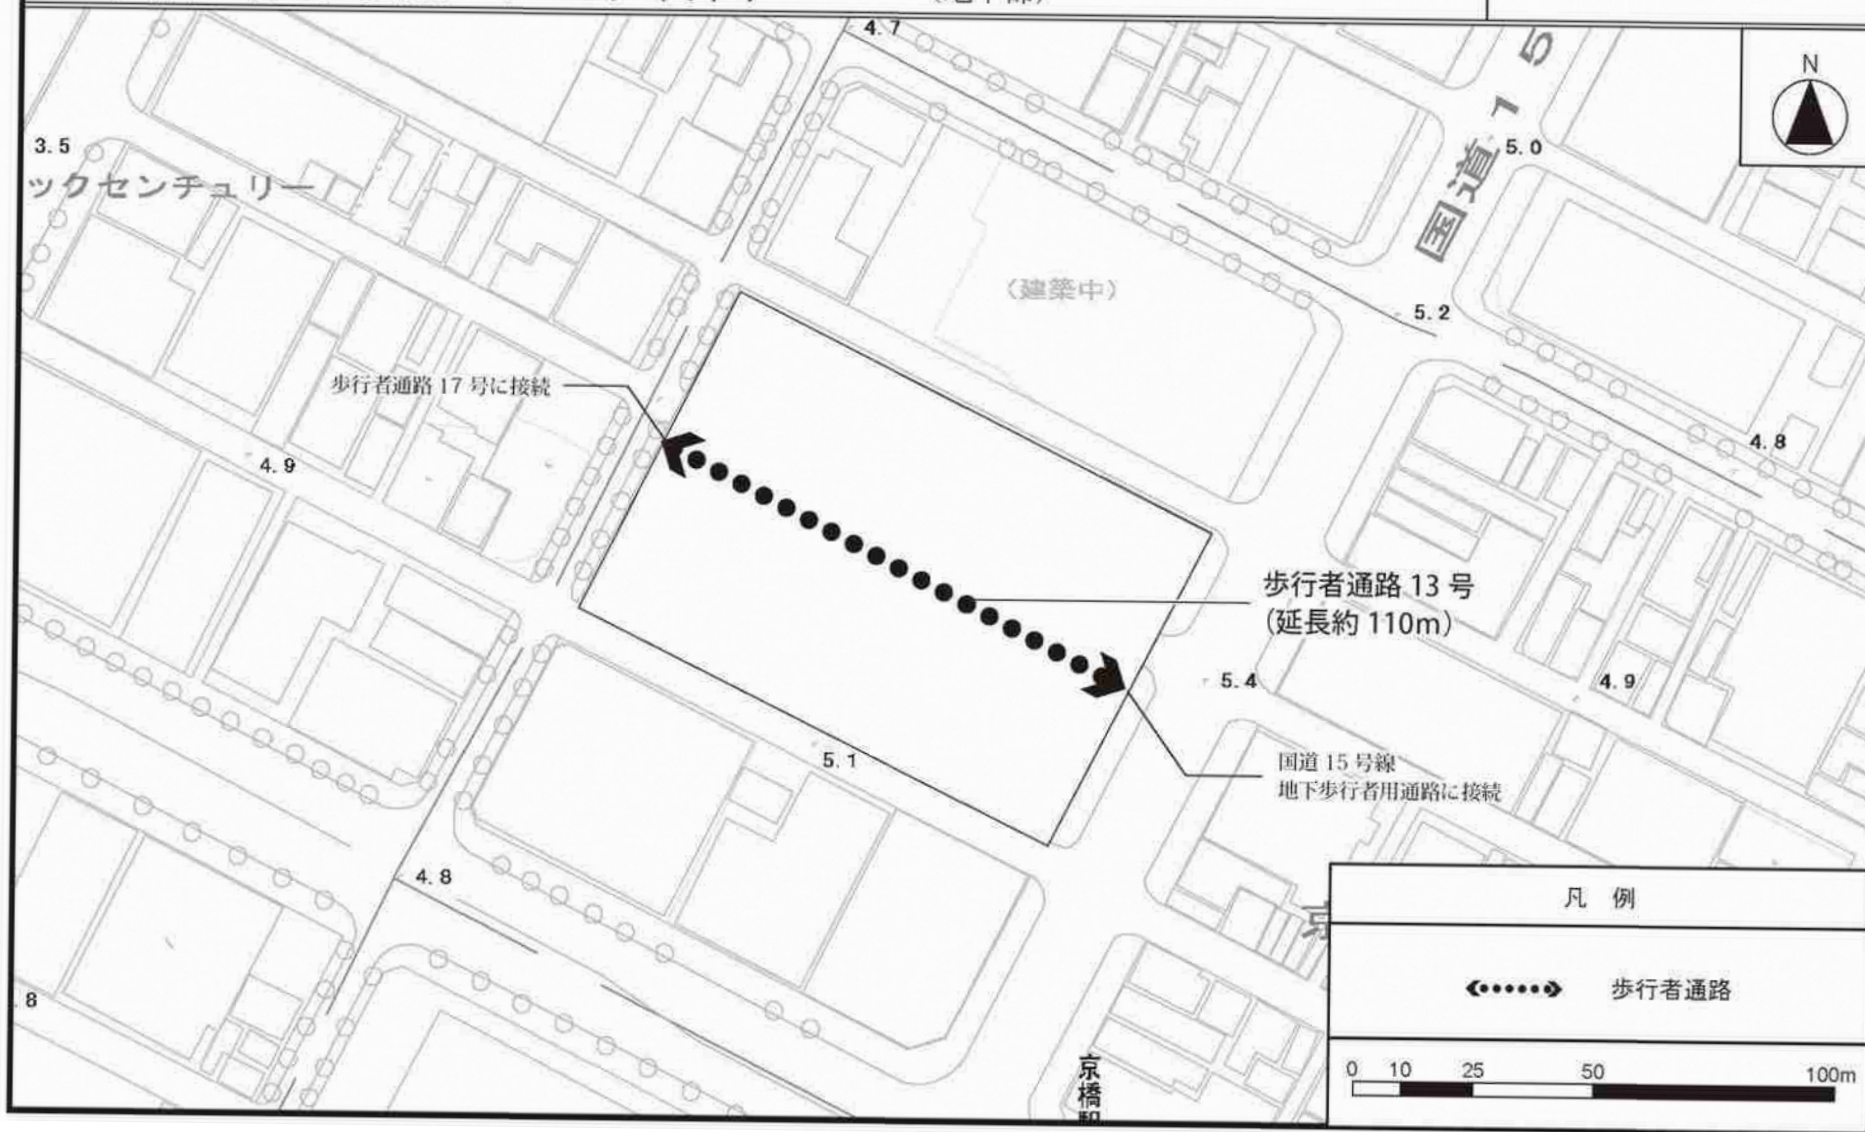 4.7
N
3.5
ックセンチュリー
国道15
5.0
(建築中)
5.2
歩行者通路17号に接続
4.8
4.9
歩行者通路13号
(延長約110m)
5.4
4.9
5.1
国道15号線
地下歩行者用通路に接続
4.8
凡 例
歩行者通路
8
京橋駅
0 10 25 50 100m